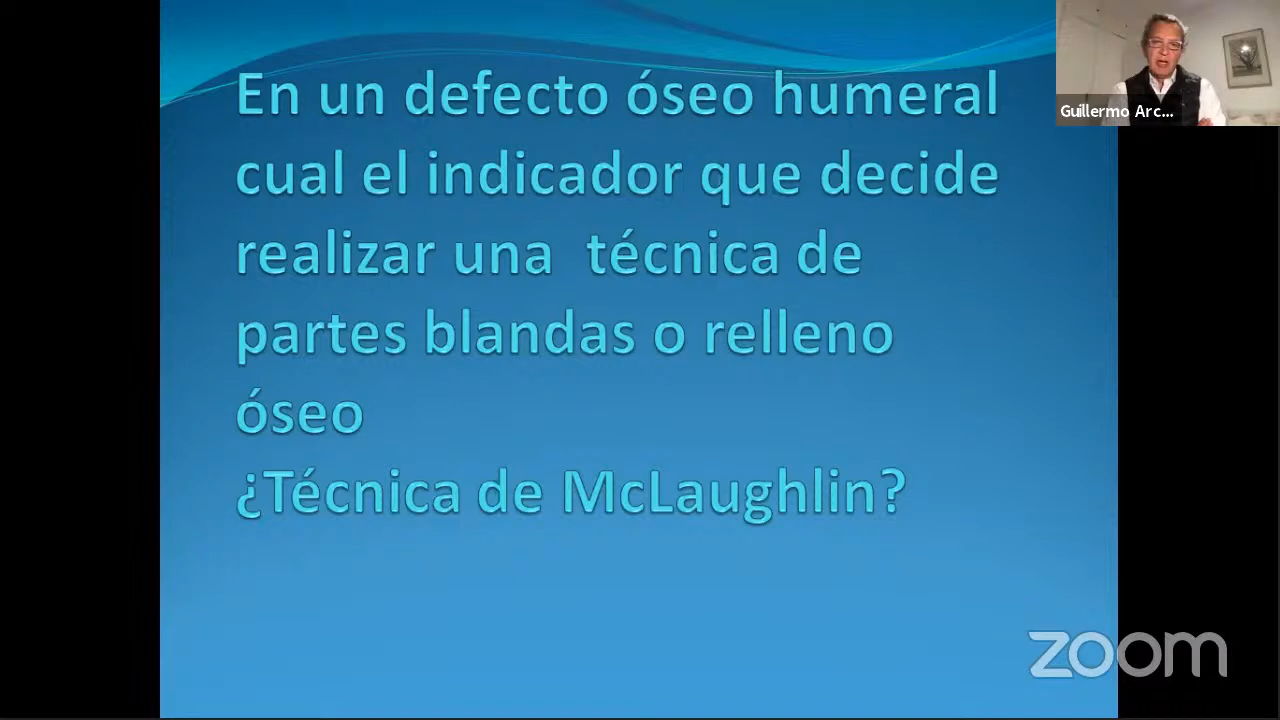 En un defecto óseo humeral
cual el indicador que decide
realizar una técnica de
partes blandas o relleno
óseo
¿Técnica de McLaughlin?
Guillermo Arc...
zoom